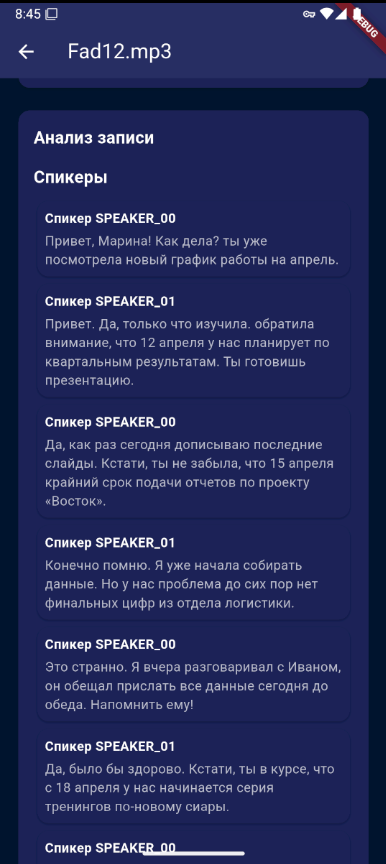 8:45
DEBUG
Fad12.mp3
Анализ записи
Спикеры
Спикер SPEAKER_00
Привет, Марина! Как дела? ты уже
посмотрела новый график работы на апрель.
Спикер SPEAKER_01
Привет. Да, только что изучила. обратила
внимание, что 12 апреля у нас планирует по
квартальным результатам. Ты готовишь
презентацию.
Спикер SPEAKER_00
Да, как раз сегодня дописываю последние
слайды. Кстати, ты не забыла, что 15 апреля
крайний срок подачи отчетов по проекту
«Восток».
Спикер SPEAKER_01
Конечно помню. Я уже начала собирать
данные. Но у нас проблема до сих пор нет
финальных цифр из отдела логистики.
Спикер SPEAKER_00
Это странно. Я вчера разговаривал с Иваном,
он обещал прислать все данные сегодня до
обеда. Напомнить ему!
Спикер SPEAKER_01
Да, было бы здорово. Кстати, ты в курсе, что
с 18 апреля у нас начинается серия
тренингов по-новому сиары.
Спикер SPEAKER_00